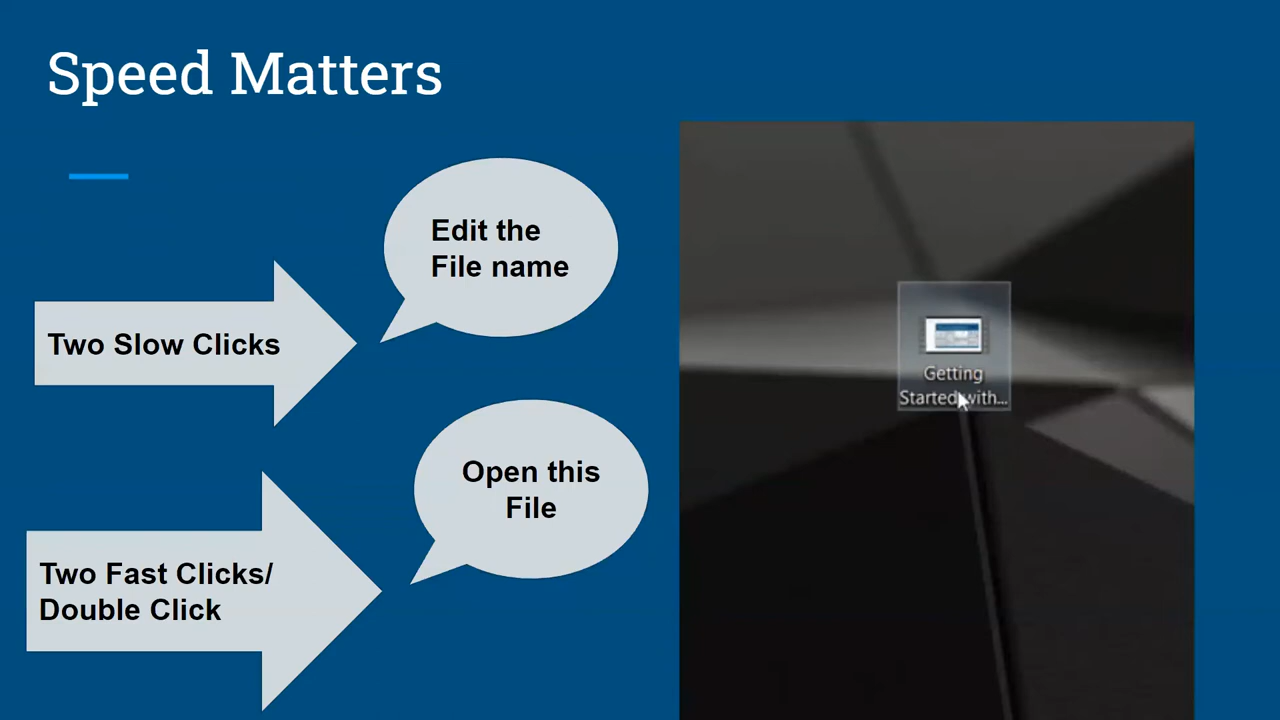 Speed Matters
Edit the
File name
Two Slow Clicks
Open this
File
Two Fast Clicks/
Double Click
Getting
Started with...